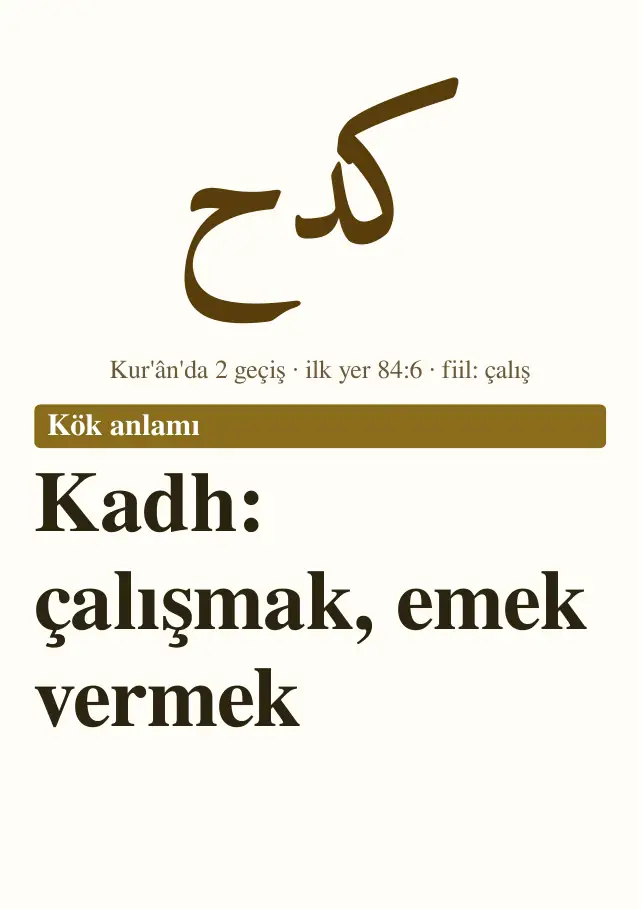 كدح
Kur'ân'da 2 geçiş · ilk yer 84:6 · fiil: çalış
Kök anlamı
Kadh:
çalışmak, emek
vermek